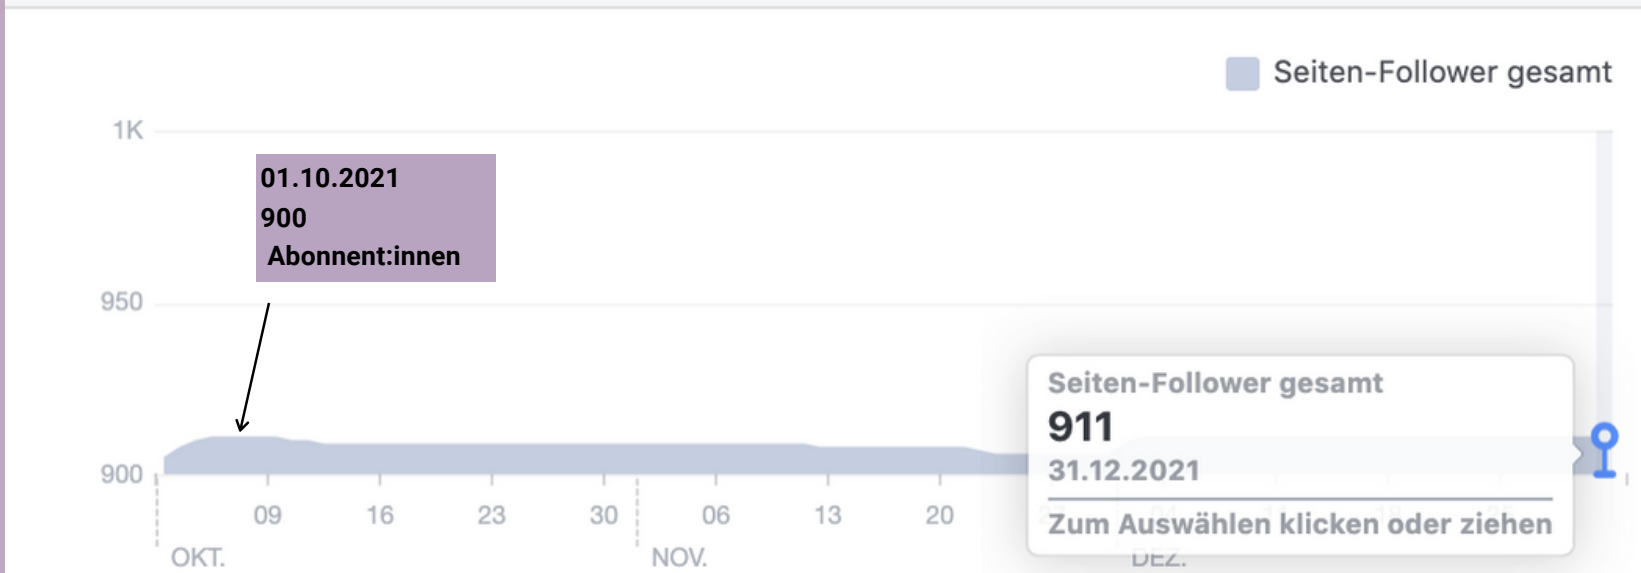 Seiten-Follower gesamt
1K
01.10.2021
900
Abonnent:innen
950
Seiten-Follower gesamt
911
31.12.2021
Zum Auswählen klicken oder ziehen
900
09 16 23 30 06 13 20
OKT. NOV. DEZ.